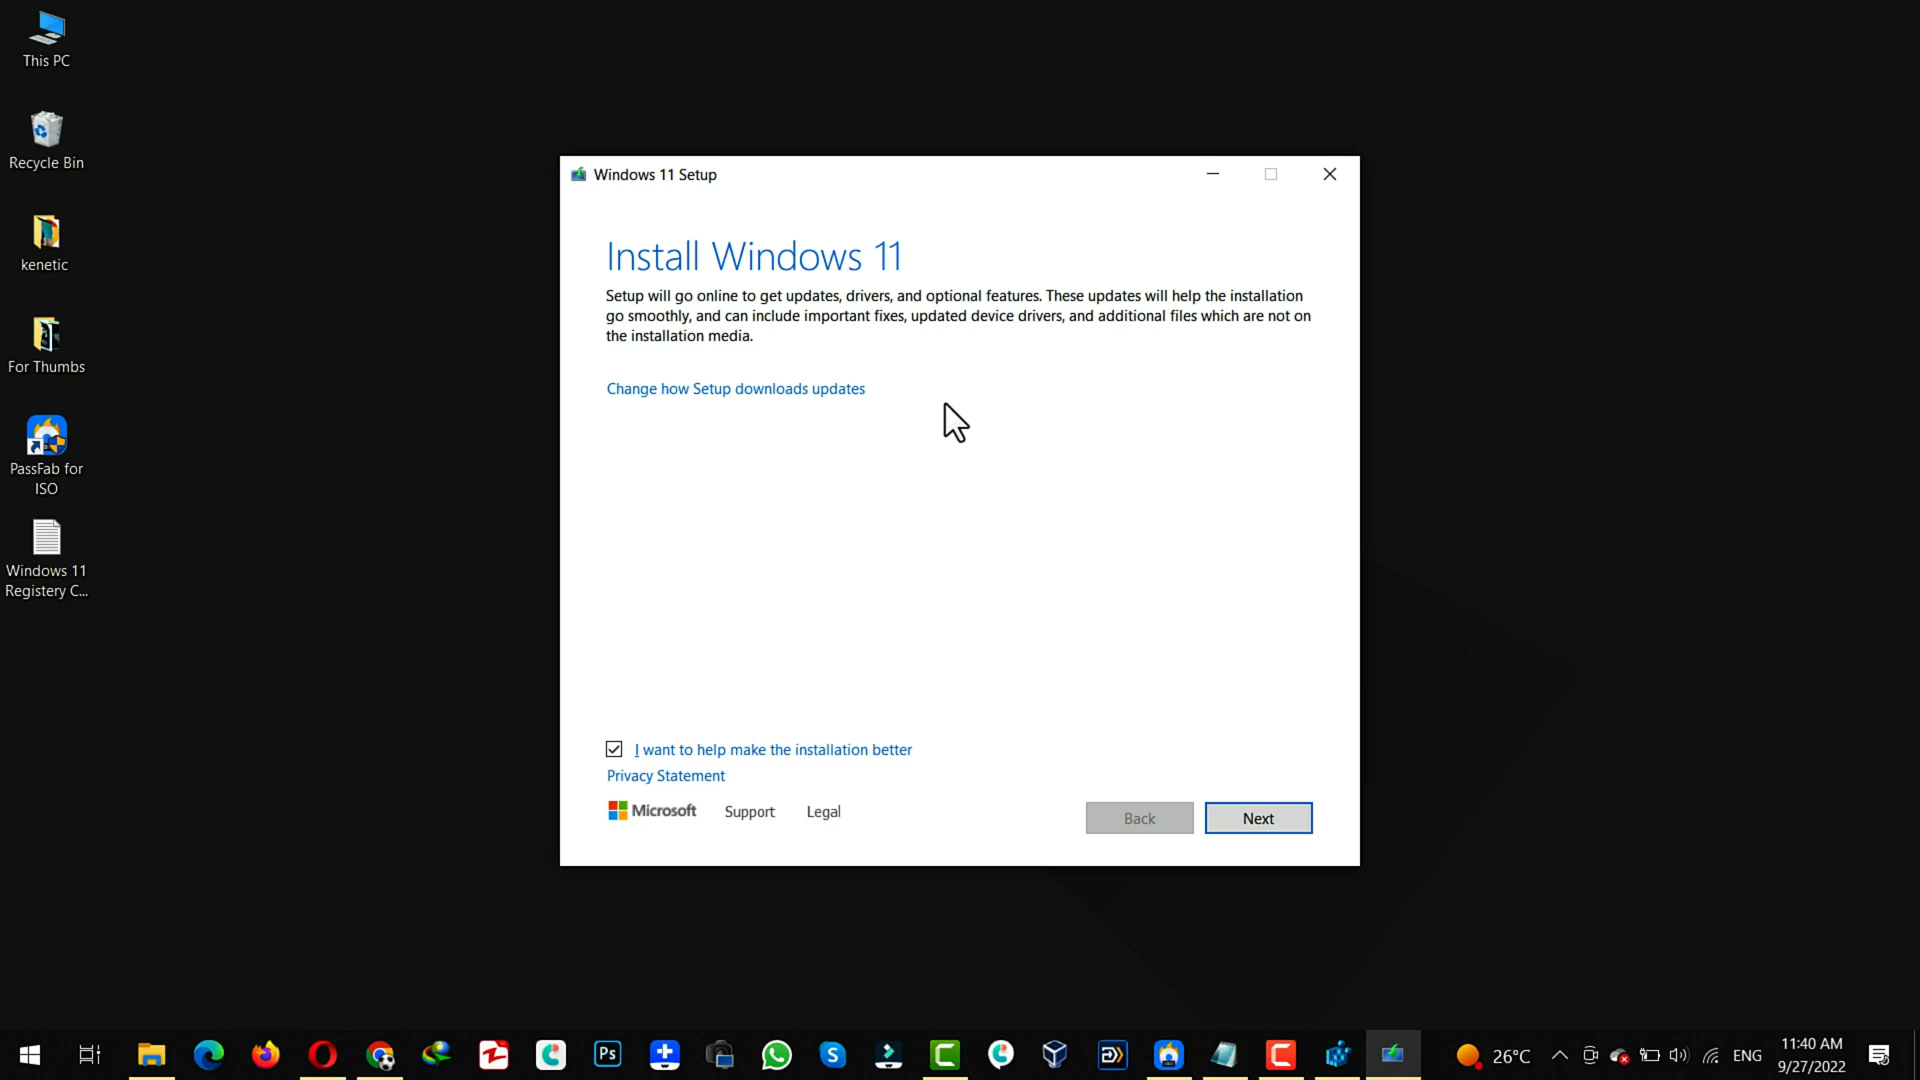 This PC
Recycle Bin
kenetic
For Thumbs
PassFab for
ISO
Windows 11
Registery C...
Windows 11 Setup
Install Windows 11
Setup will go online to get updates, drivers, and optional features. These updates will help the installation
go smoothly, and can include important fixes, updated device drivers, and additional files which are not on
the installation media.
Change how Setup downloads updates
I want to help make the installation better
Privacy Statement
Microsoft Support Legal
Back Next
Ps
26°C
ENG
11:40 AM
9/27/2022